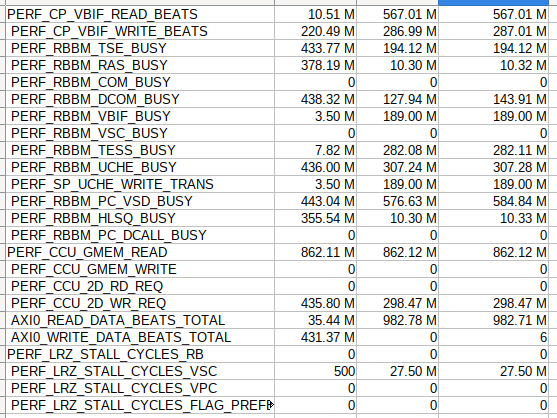 PERF_CP_VBIF_READ_BEATS 10.51 M 567.01 M 567.01 M
PERF_CP_VBIF_WRITE_BEATS 220.49 M 286.99 M 287.01 M
PERF_RBBM_TSE_BUSY 433.77 M 194.12 M 194.12 M
PERF_RBBM_RAS_BUSY 378.19 M 10.30 M 10.32 M
PERF_RBBM_COM_BUSY 0 0 0
PERF_RBBM_DCOM_BUSY 438.32 M 127.94 M 143.91 M
PERF_RBBM_VBIF_BUSY 3.50 M 189.00 M 189.00 M
PERF_RBBM_VSC_BUSY 0 0 0
PERF_RBBM_TESS_BUSY 7.82 M 282.08 M 282.11 M
PERF_RBBM_UCHE_BUSY 436.00 M 307.24 M 307.28 M
PERF_SP_UCHE_WRITE_TRANS 3.50 M 189.00 M 189.00 M
PERF_RBBM_PC_VSD_BUSY 443.04 M 576.63 M 584.84 M
PERF_RBBM_HLSQ_BUSY 355.54 M 10.30 M 10.33 M
PERF_RBBM_PC_DCALL_BUSY 0 0 0
PERF_CCU_GMEM_READ 862.11 M 862.12 M 862.12 M
PERF_CCU_GMEM_WRITE 0 0 0
PERF_CCU_2D_RD_REQ 0 0 0
PERF_CCU_2D_WR_REQ 435.80 M 298.47 M 298.47 M
AXI0_READ_DATA_BEATS_TOTAL 35.44 M 982.78 M 982.71 M
AXI0_WRITE_DATA_BEATS_TOTAL 431.37 M 0 6
PERF_LRZ_STALL_CYCLES_RB 0 0 0
PERF_LRZ_STALL_CYCLES_VSC 500 27.50 M 27.50 M
PERF_LRZ_STALL_CYCLES_VPC 0 0 0
PERF_LRZ_STALL_CYCLES_FLAG_PREF 0 0 0